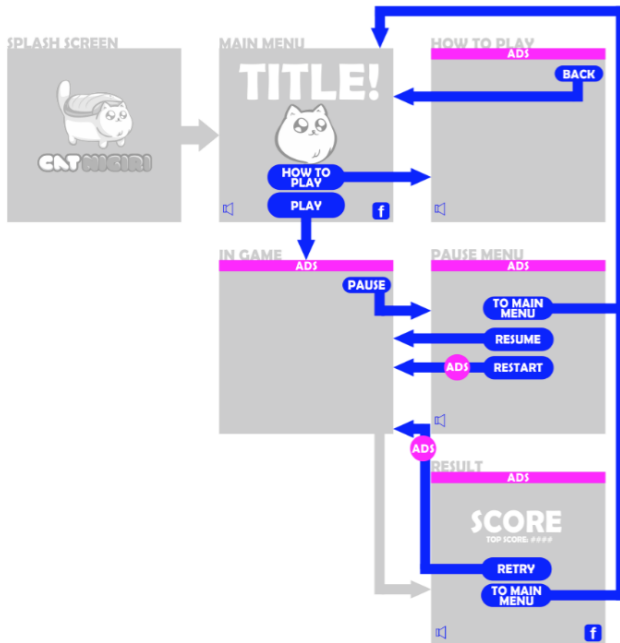 SPLASH SCREEN
CAT NIGIRI
MAIN MENU
TITLE!
HOW TO
PLAY
PLAY
f
HOW TO PLAY
ADS
BACK
IN GAME
ADS
PAUSE
PAUSE MENU
ADS
TO MAIN
MENU
RESUME
ADS
RESTART
ADS
RESULT
ADS
SCORE
TOP SCORE: ####
RETRY
TO MAIN
MENU
f